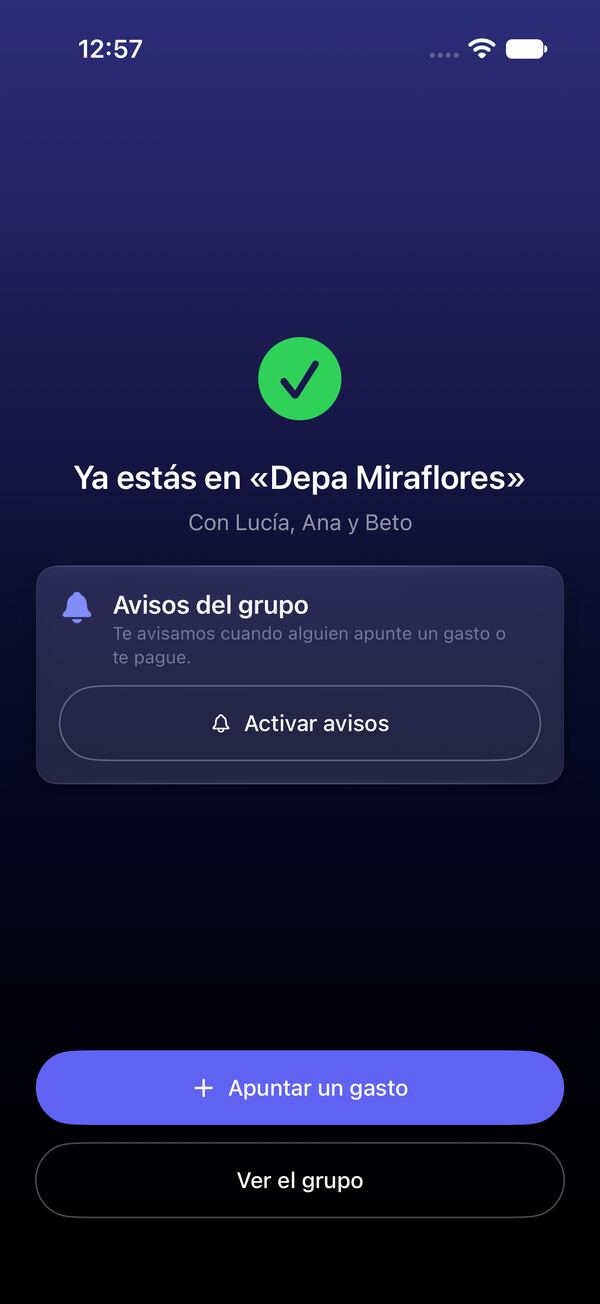 12:57
Ya estás en «Depa Miraflores»
Con Lucía, Ana y Beto
Avisos del grupo
Te avisamos cuando alguien apunte un gasto o
te pague.
Activar avisos
Apuntar un gasto
Ver el grupo